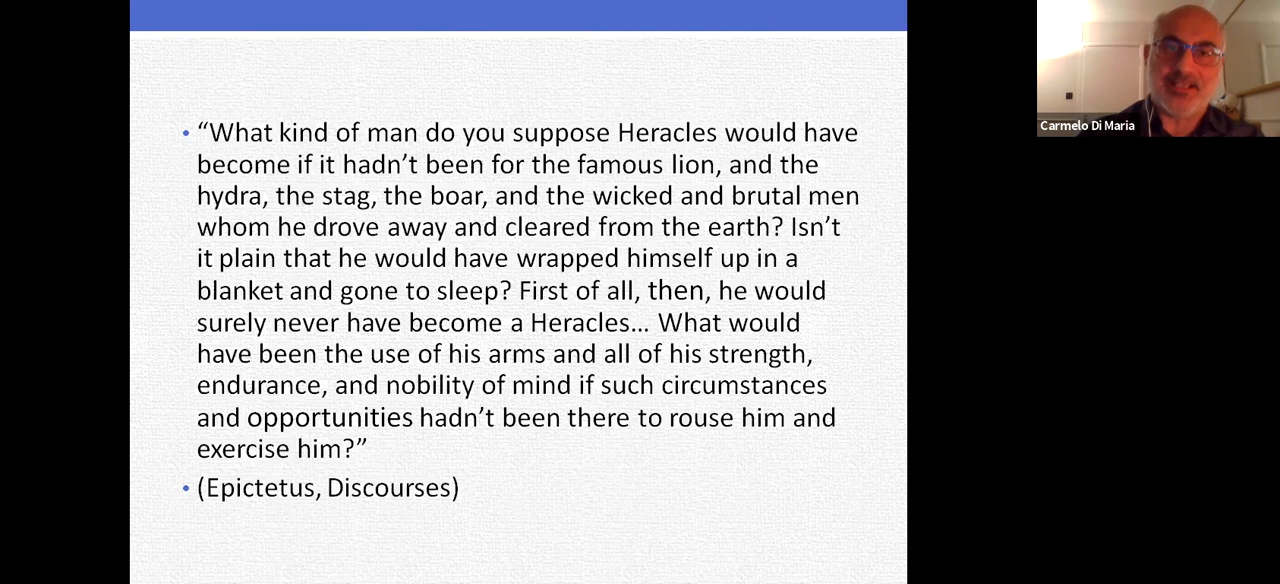 • “What kind of man do you suppose Heracles would have
become if it hadn’t been for the famous lion, and the
hydra, the stag, the boar, and the wicked and brutal men
whom he drove away and cleared from the earth? Isn’t
it plain that he would have wrapped himself up in a
blanket and gone to sleep? First of all, then, he would
surely never have become a Heracles… What would
have been the use of his arms and all of his strength,
endurance, and nobility of mind if such circumstances
and opportunities hadn’t been there to rouse him and
exercise him?”
• (Epictetus, Discourses)
Carmelo Di Maria